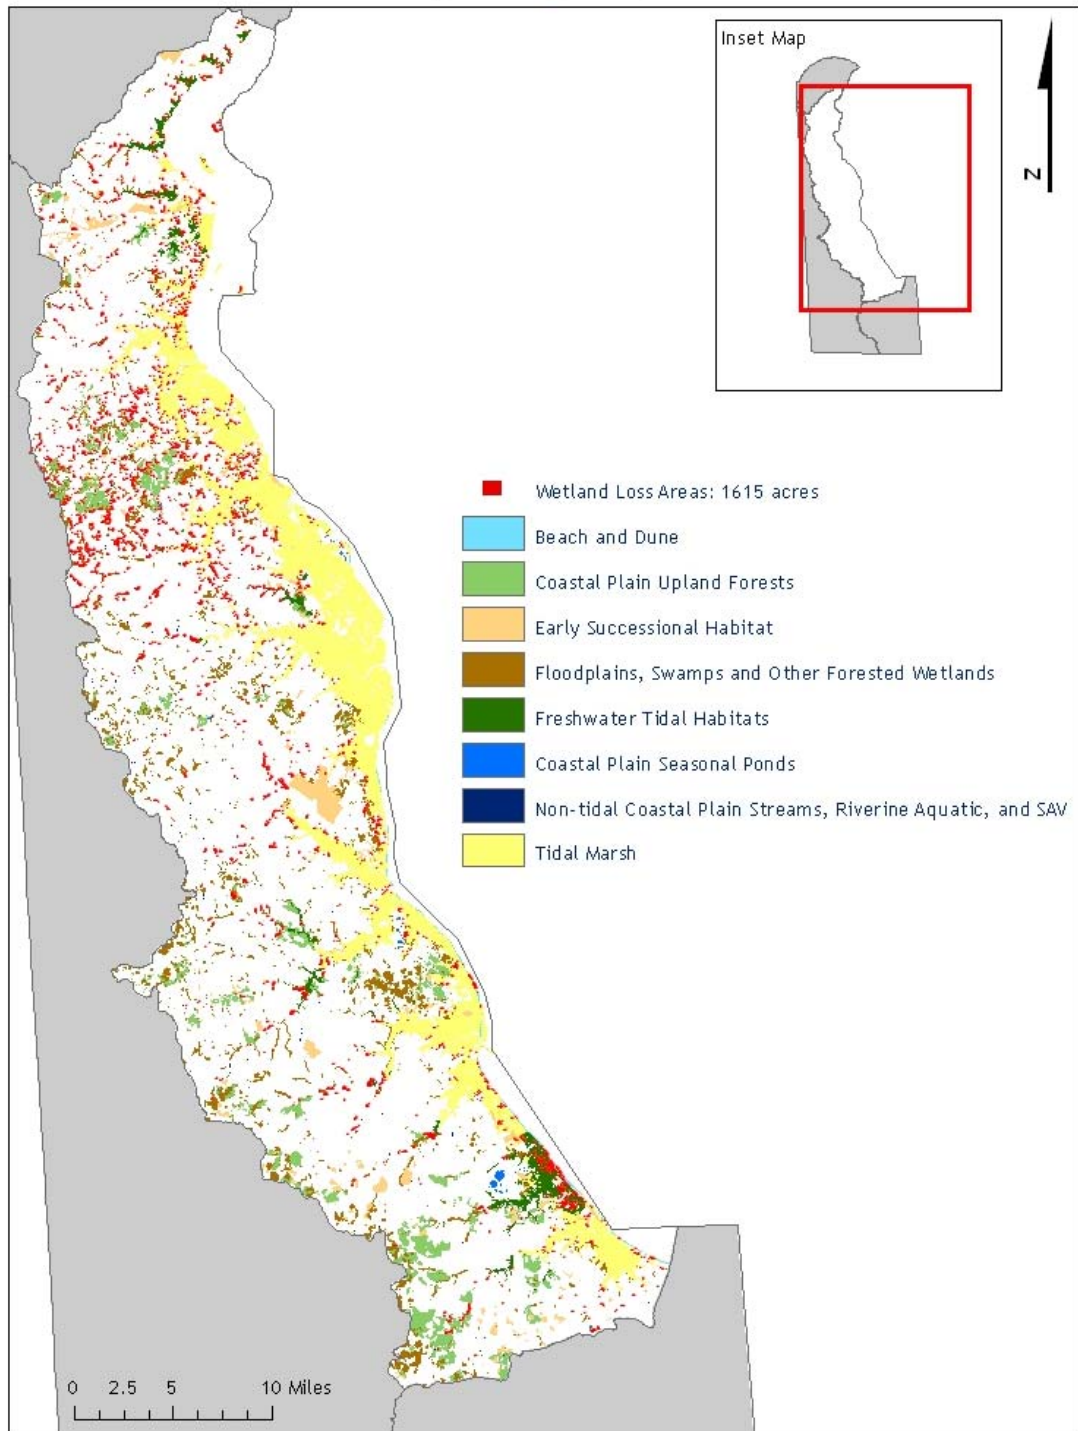 Inset Map
N
Wetland Loss Areas: 1615 acres
Beach and Dune
Coastal Plain Upland Forests
Early Successional Habitat
Floodplains, Swamps and Other Forested Wetlands
Freshwater Tidal Habitats
Coastal Plain Seasonal Ponds
Non-tidal Coastal Plain Streams, Riverine Aquatic, and SAV
Tidal Marsh
0 2.5 5 10 Miles